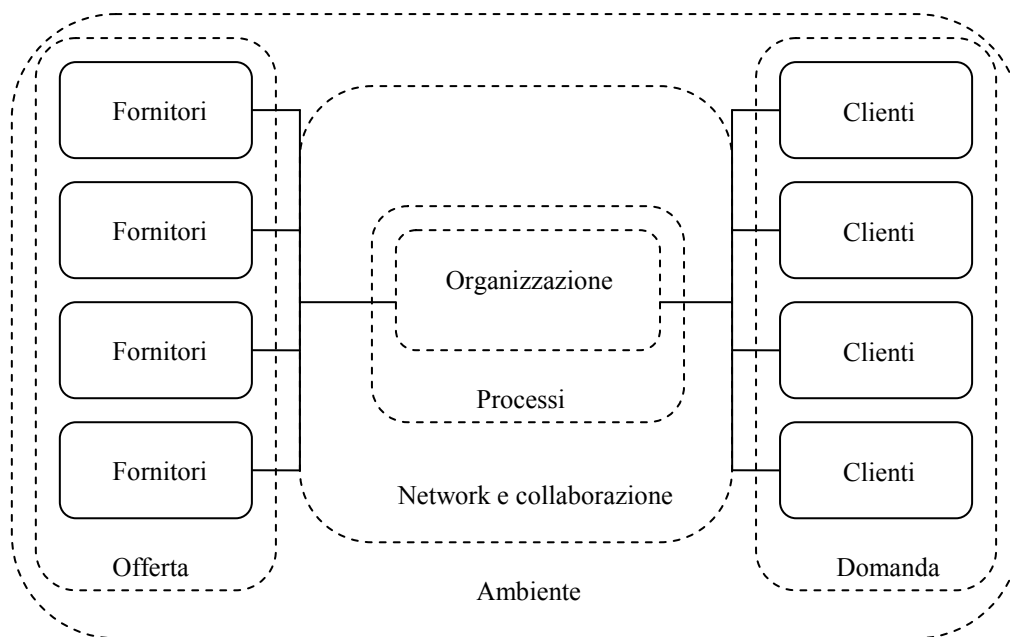 Fornitori
Fornitori
Fornitori
Fornitori
Offerta
Organizzazione
Processi
Network e collaborazione
Ambiente
Clienti
Clienti
Clienti
Clienti
Domanda